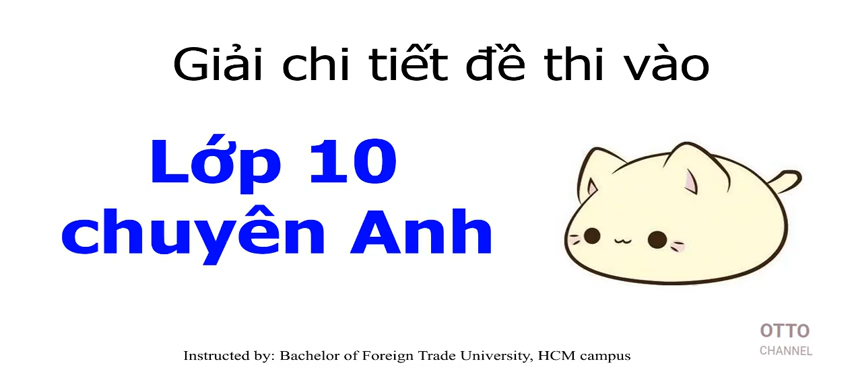 Giải chi tiết đề thi vào
Lớp 10
chuyên Anh
OTTO
CHANNEL
Instructed by: Bachelor of Foreign Trade University, HCM campus